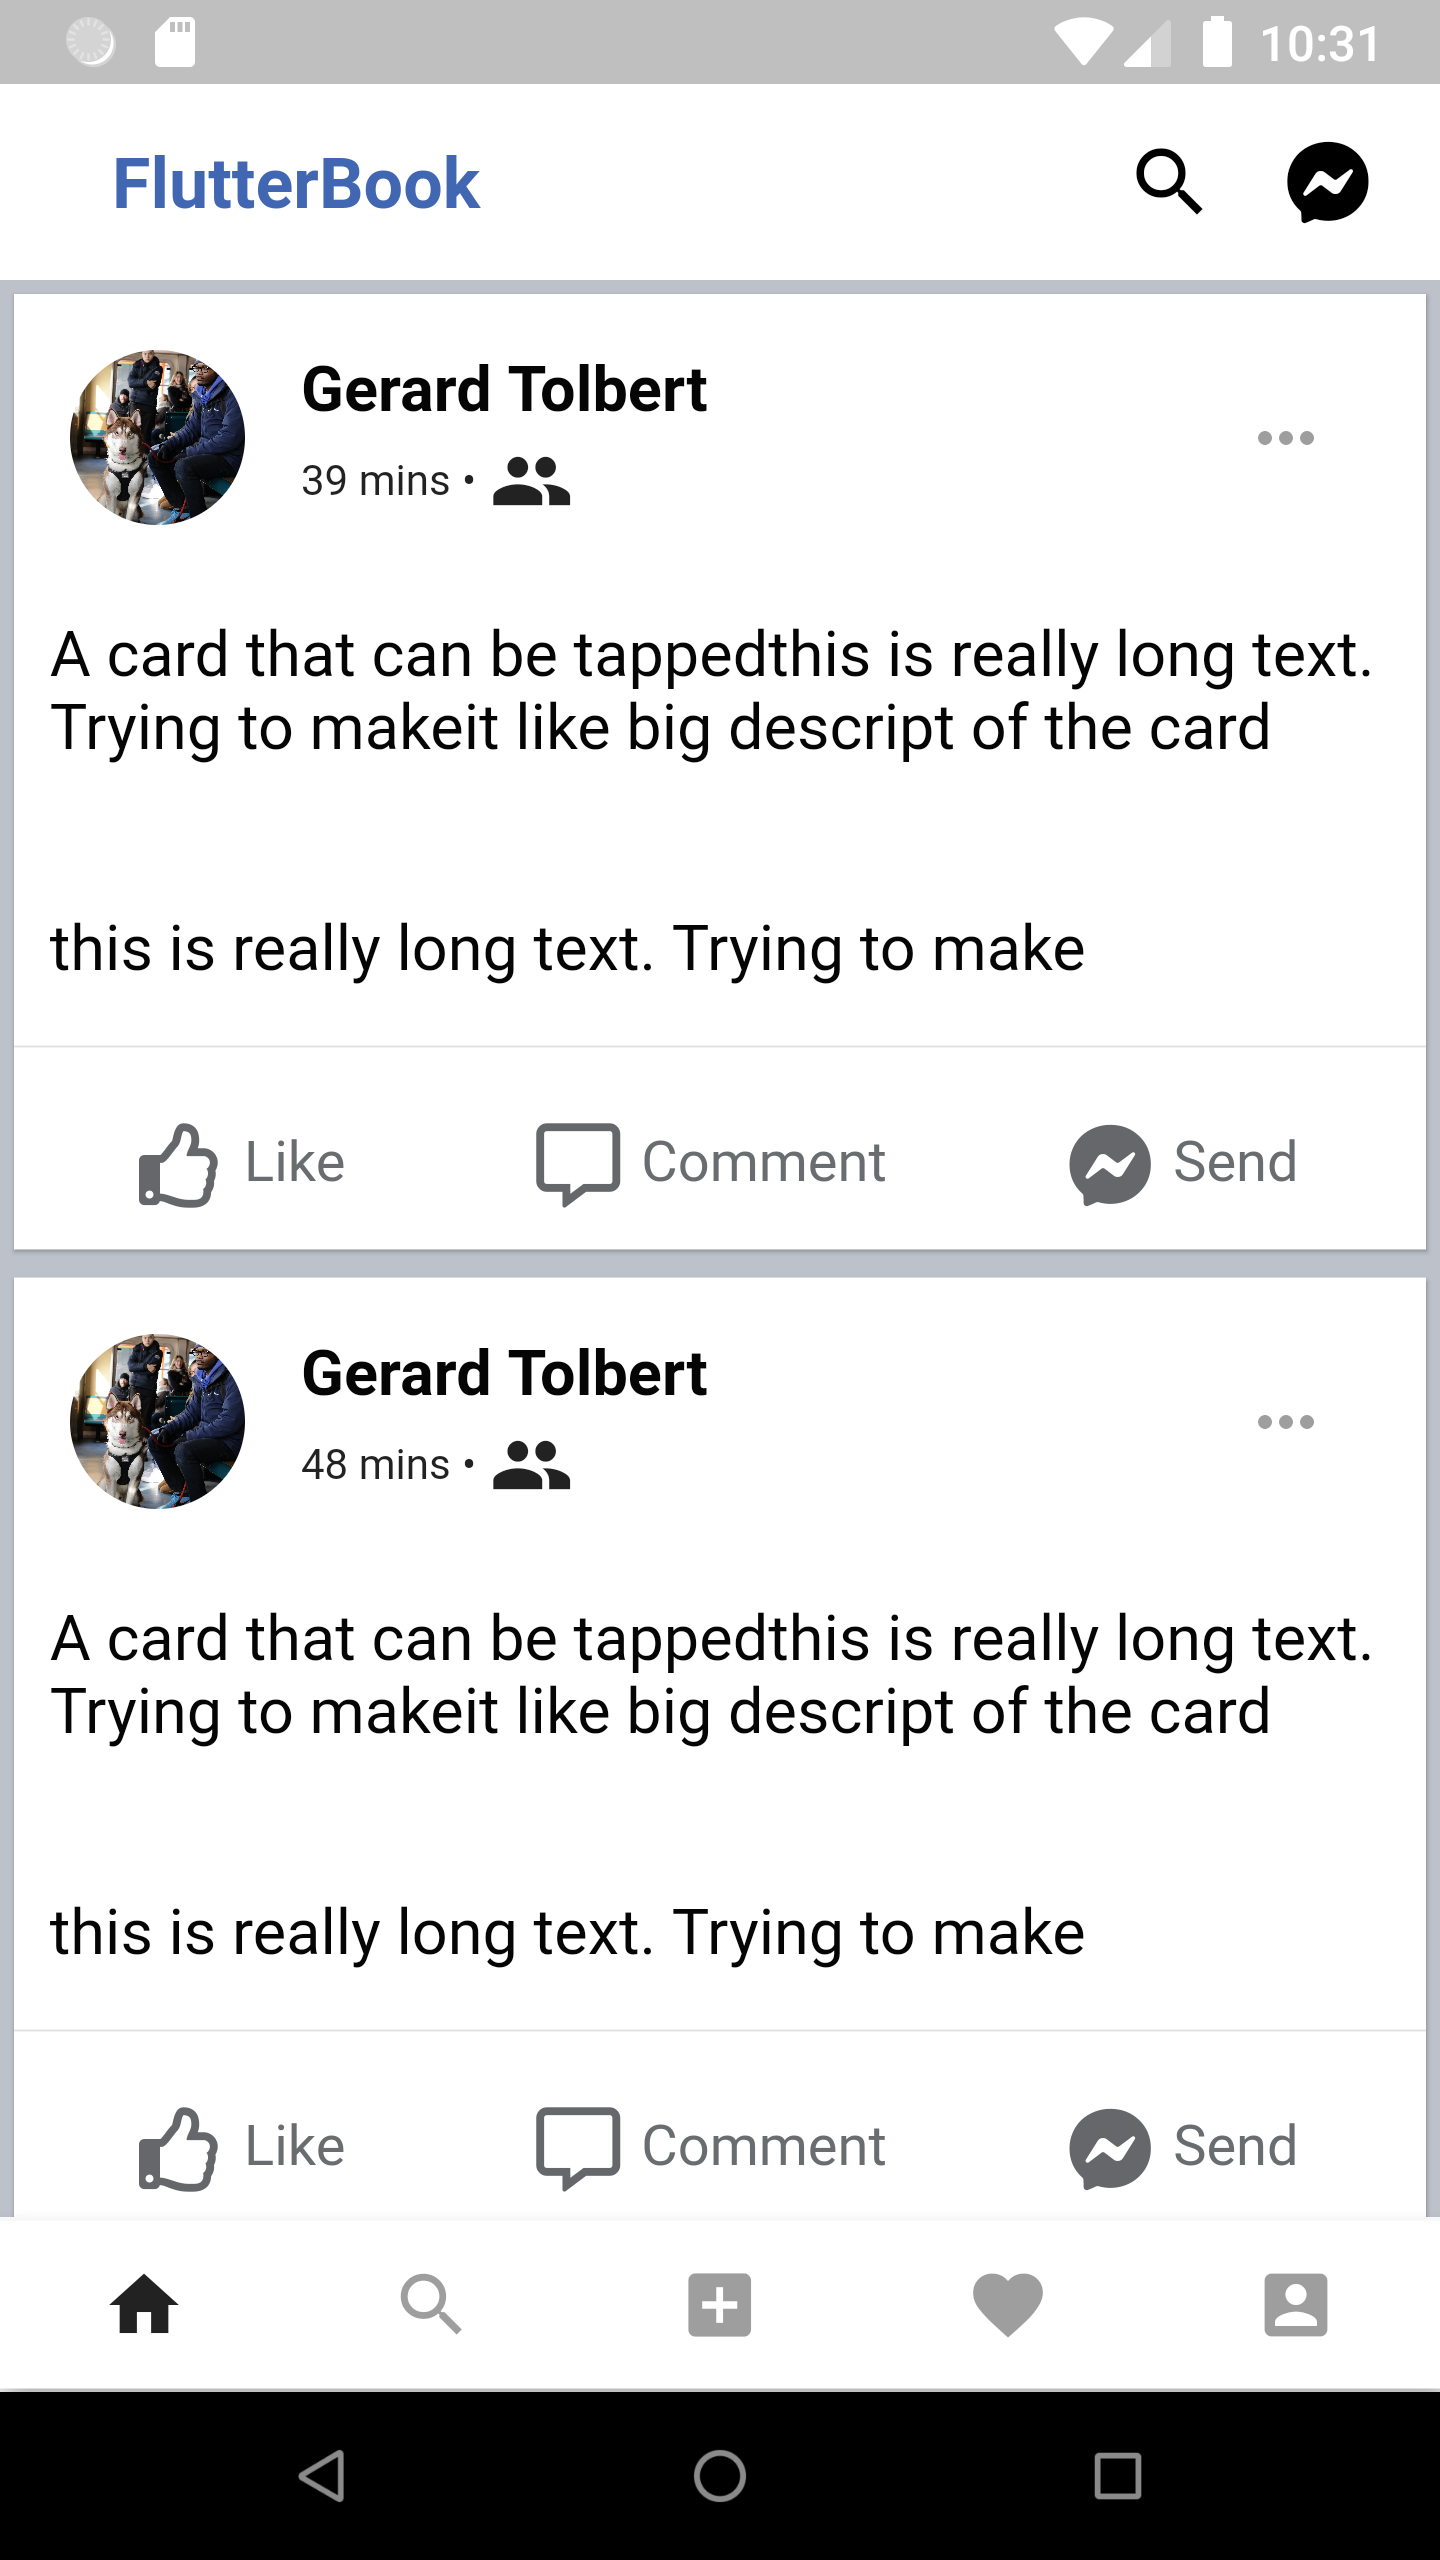 10:31
FlutterBook
Gerard Tolbert
39 mins •
A card that can be tappedthis is really long text.
Trying to makeit like big descript of the card
this is really long text. Trying to make
Like Comment Send
Gerard Tolbert
48 mins •
A card that can be tappedthis is really long text.
Trying to makeit like big descript of the card
this is really long text. Trying to make
Like Comment Send